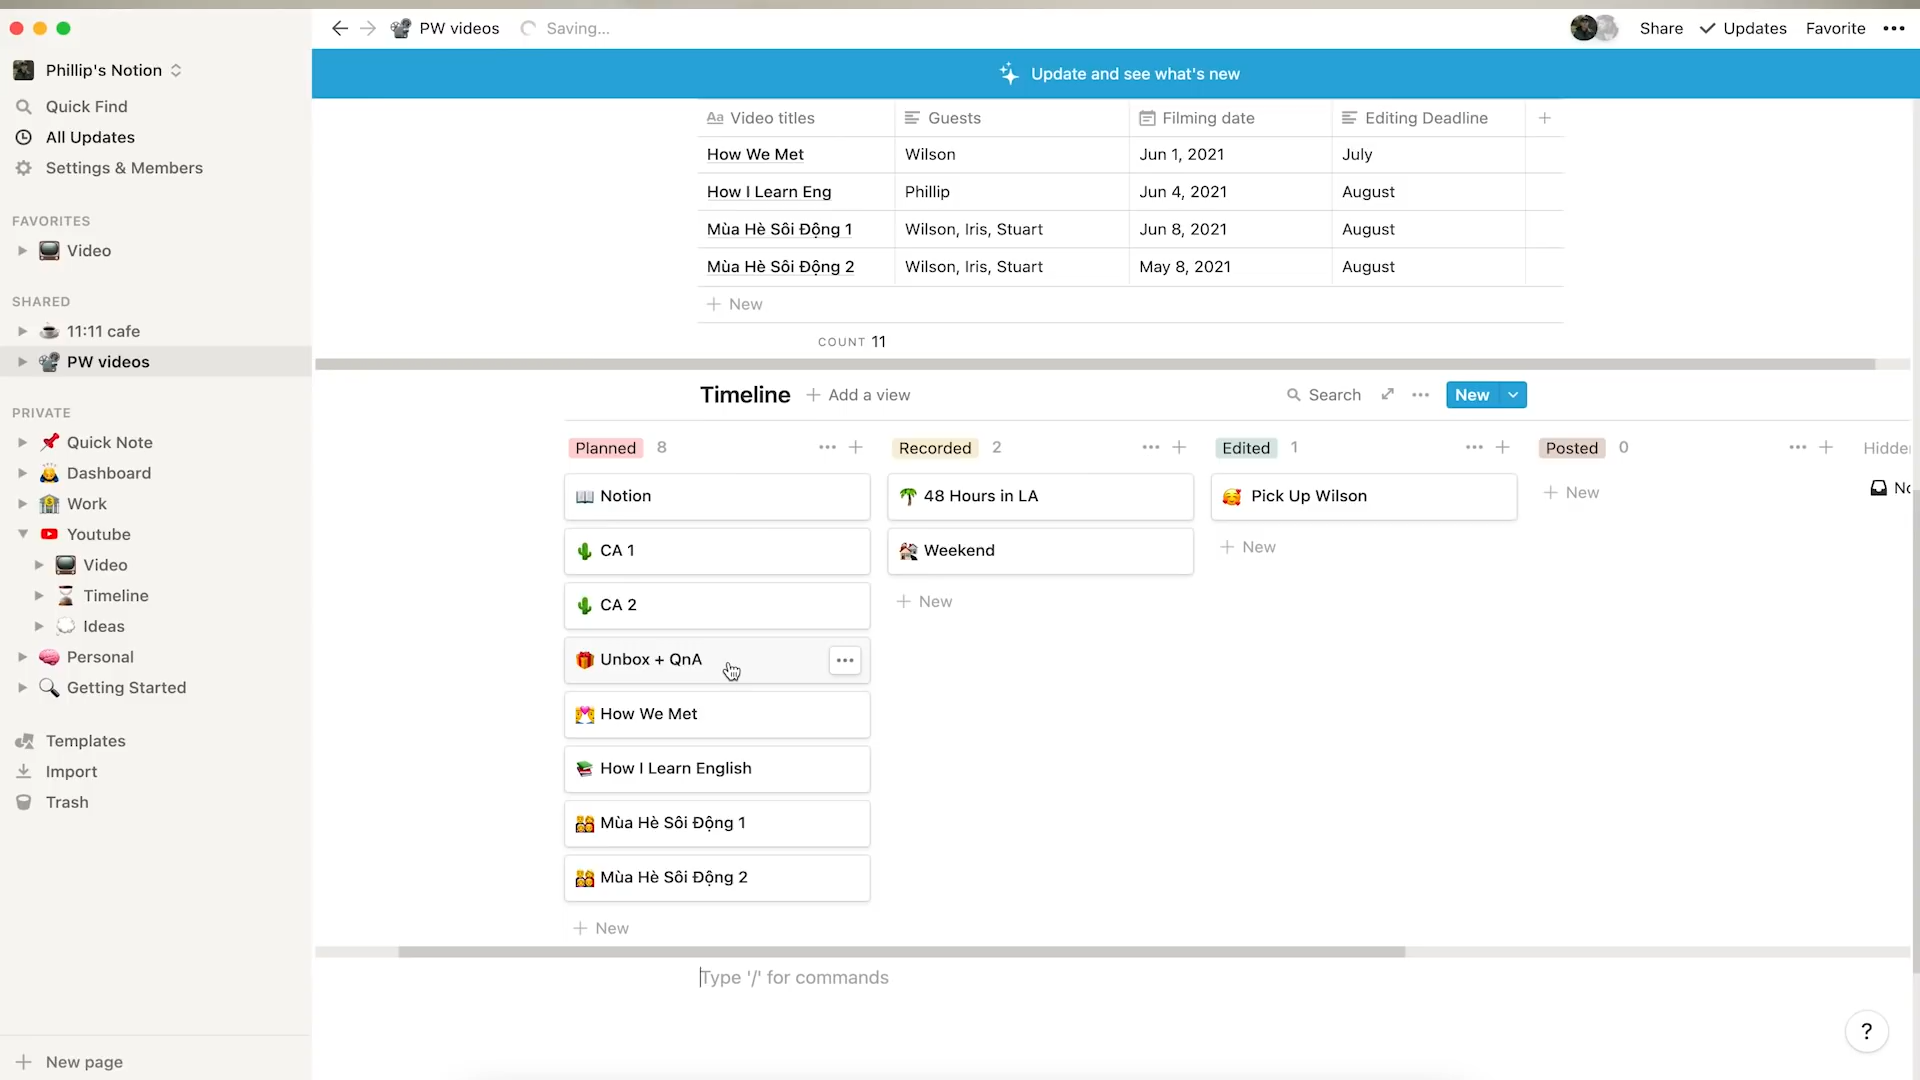 PW videos
Saving...
Share
Updates
Favorite
Phillip's Notion
Quick Find
All Updates
Settings & Members
FAVORITES
Video
SHARED
11:11 cafe
PW videos
PRIVATE
Quick Note
Dashboard
Work
Youtube
Video
Timeline
Ideas
Personal
Getting Started
Templates
Import
Trash
New page
Update and see what's new
Aa Video titles Guests Filming date Editing Deadline
How We Met Wilson Jun 1, 2021 July
How I Learn Eng Phillip Jun 4, 2021 August
Mùa Hè Sôi Động 1 Wilson, Iris, Stuart Jun 8, 2021 August
Mùa Hè Sôi Động 2 Wilson, Iris, Stuart May 8, 2021 August
New
COUNT 11
Timeline Add a view Search New
Planned 8
Notion
CA 1
CA 2
Unbox + QnA
How We Met
How I Learn English
Mùa Hè Sôi Động 1
Mùa Hè Sôi Động 2
New
Recorded 2
48 Hours in LA
Weekend
New
Edited 1
Pick Up Wilson
New
Posted 0
New
Type '/' for commands
?